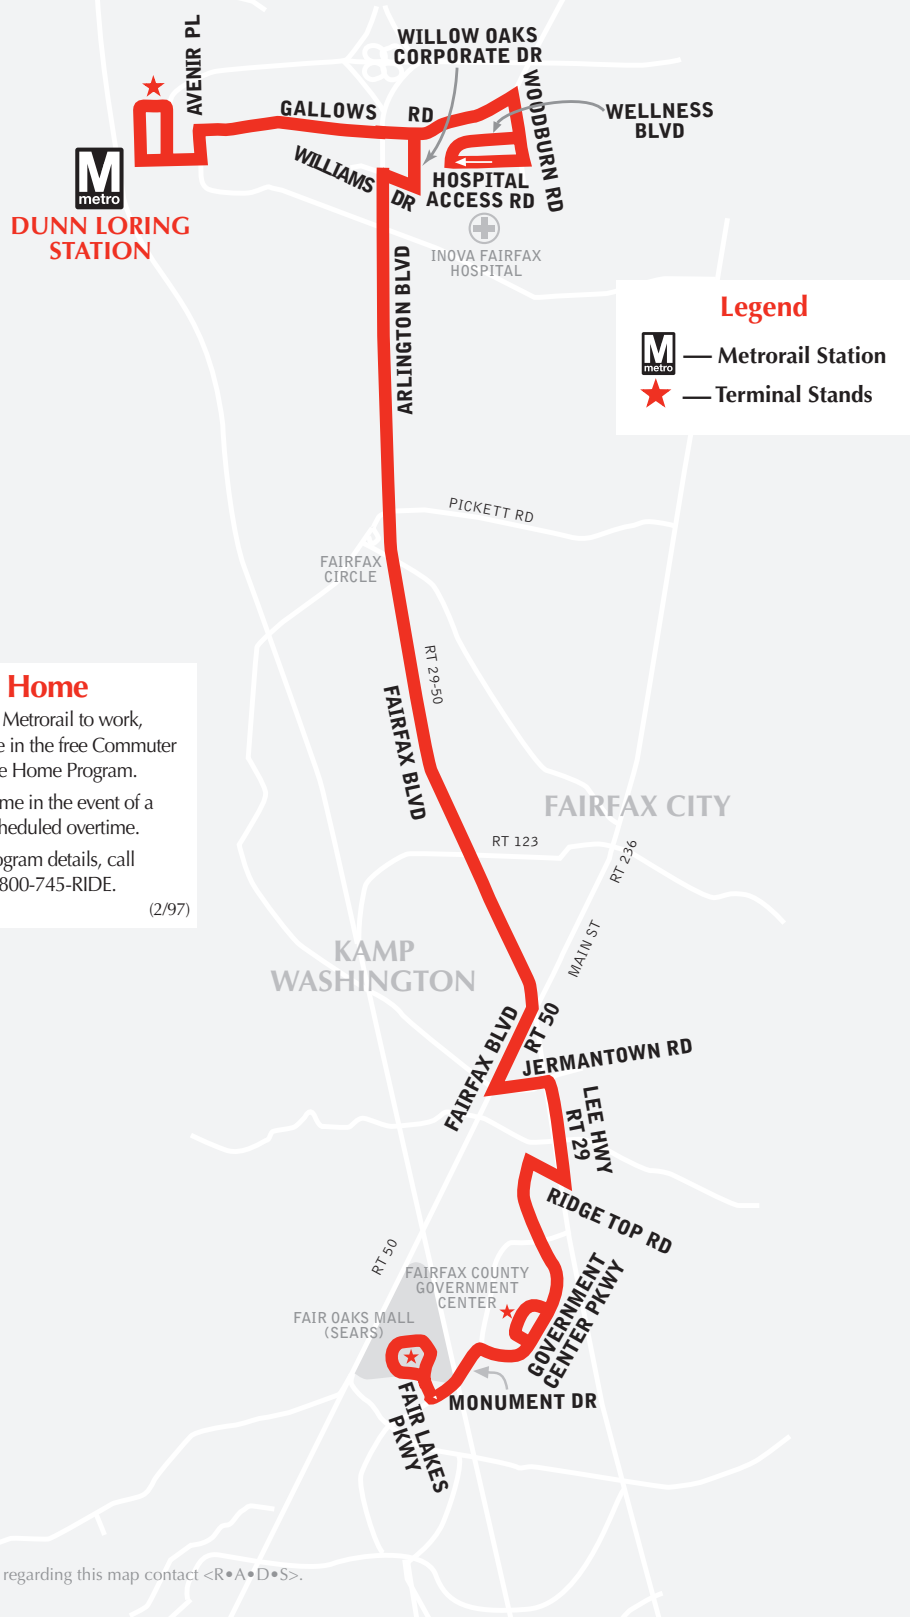 AVENIR PL
WILLOW OAKS
CORPORATE DR
WOODBURN RD
GALLOWS RD
WELLNESS
BLVD
WILLIAMS DR
HOSPITAL
ACCESS RD
M
metro
DUNN LORING
STATION
INOVA FAIRFAX
HOSPITAL
ARLINGTON BLVD
Legend
M
metro
— Metrorail Station
— Terminal Stands
PICKETT RD
FAIRFAX
CIRCLE
RT 29-50
FAIRFAX BLVD
Home
Metrorail to work,
e in the free Commuter
e Home Program.
me in the event of a
heduled overtime.
ogram details, call
800-745-RIDE.
(2/97)
FAIRFAX CITY
RT 123
RT 236
MAIN ST
KAMP
WASHINGTON
FAIRFAX BLVD
RT 50
JERMANTOWN RD
LEE HWY
RT 29
RIDGE TOP RD
RT 50
FAIRFAX COUNTY
GOVERNMENT
CENTER
GOVERNMENT
CENTER PKWY
FAIR OAKS MALL
(SEARS)
MONUMENT DR
FAIR LAKES
PKWY
regarding this map contact <R•A•D•S>.